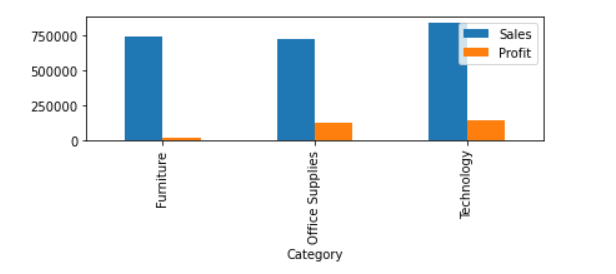 750000
500000
250000
0
Sales
Profit
Furniture
Office Supplies
Technology
Category